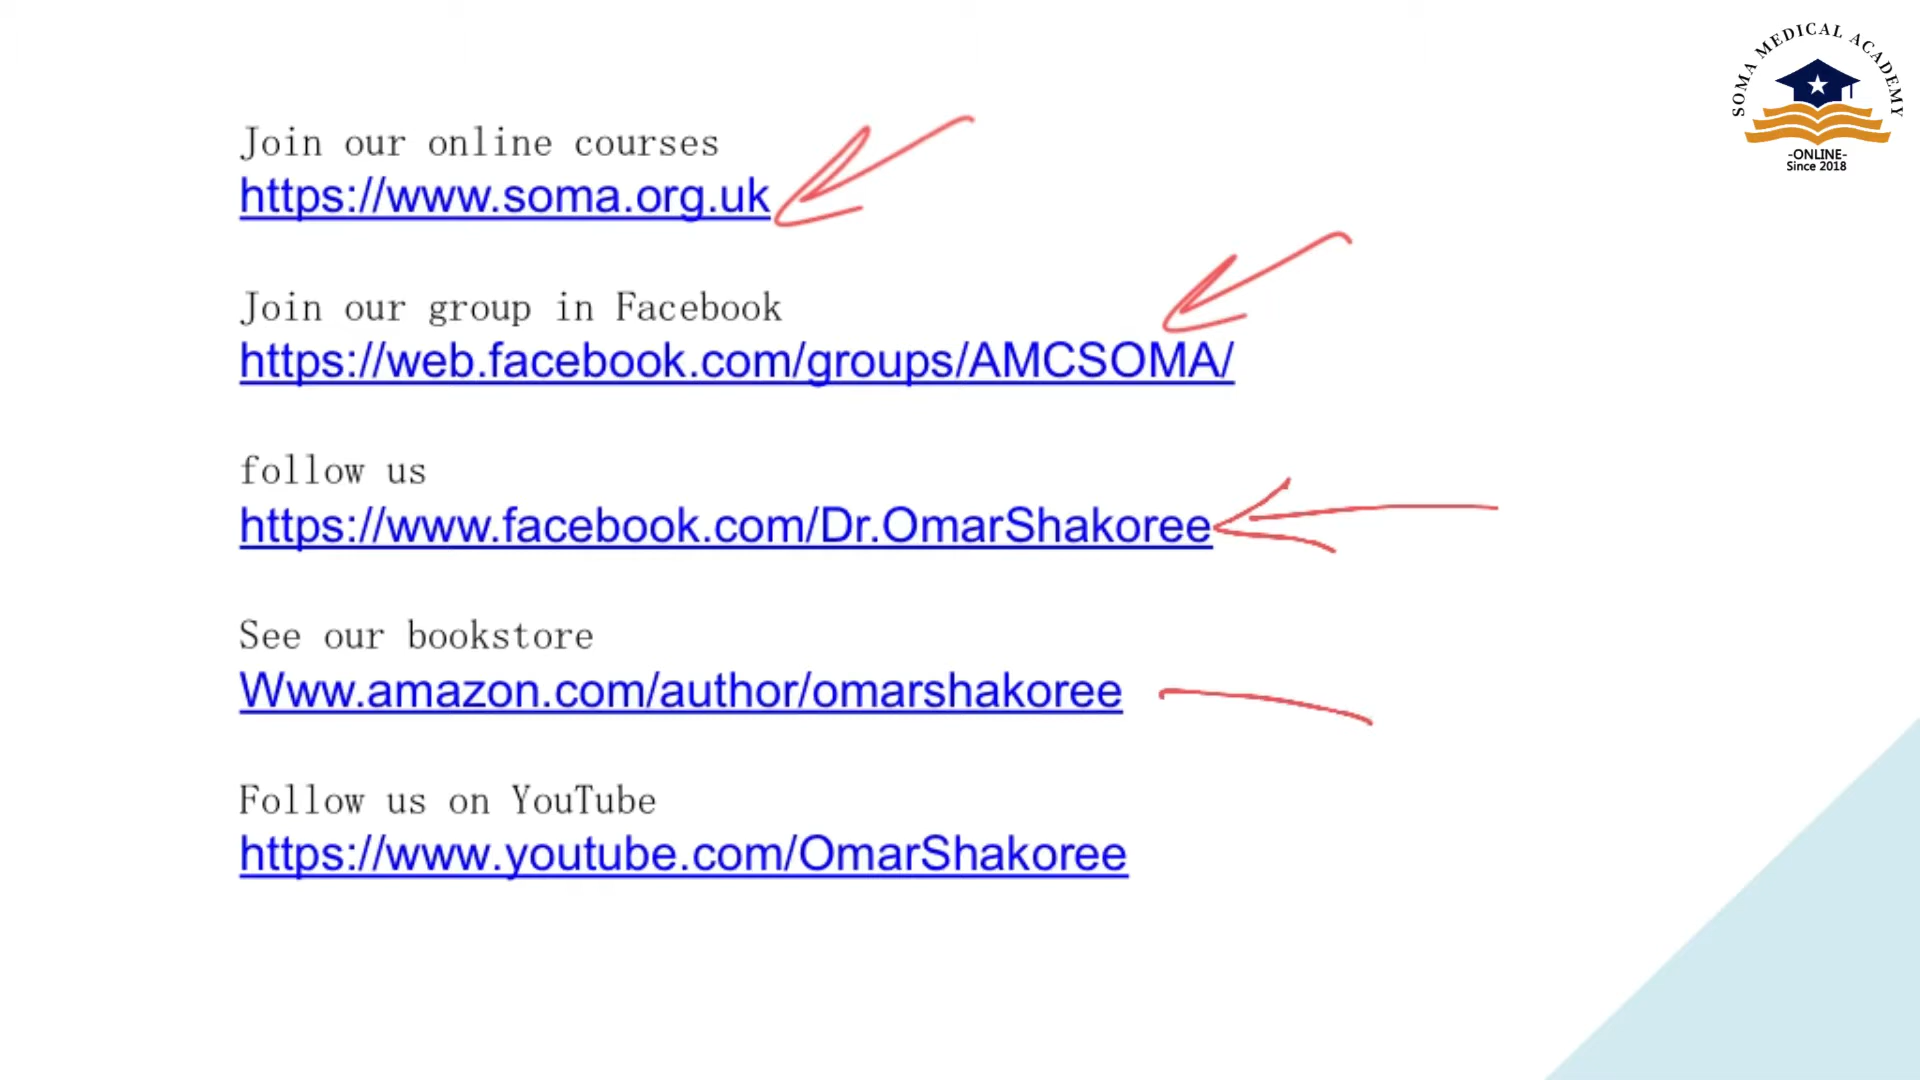 SOMA MEDICAL ACADEMY
-ONLINE-
Since 2018
Join our online courses
https://www.soma.org.uk
Join our group in Facebook
https://web.facebook.com/groups/AMCSOMA/
follow us
https://www.facebook.com/Dr.OmarShakoree
See our bookstore
Www.amazon.com/author/omarshakoree
Follow us on YouTube
https://www.youtube.com/OmarShakoree